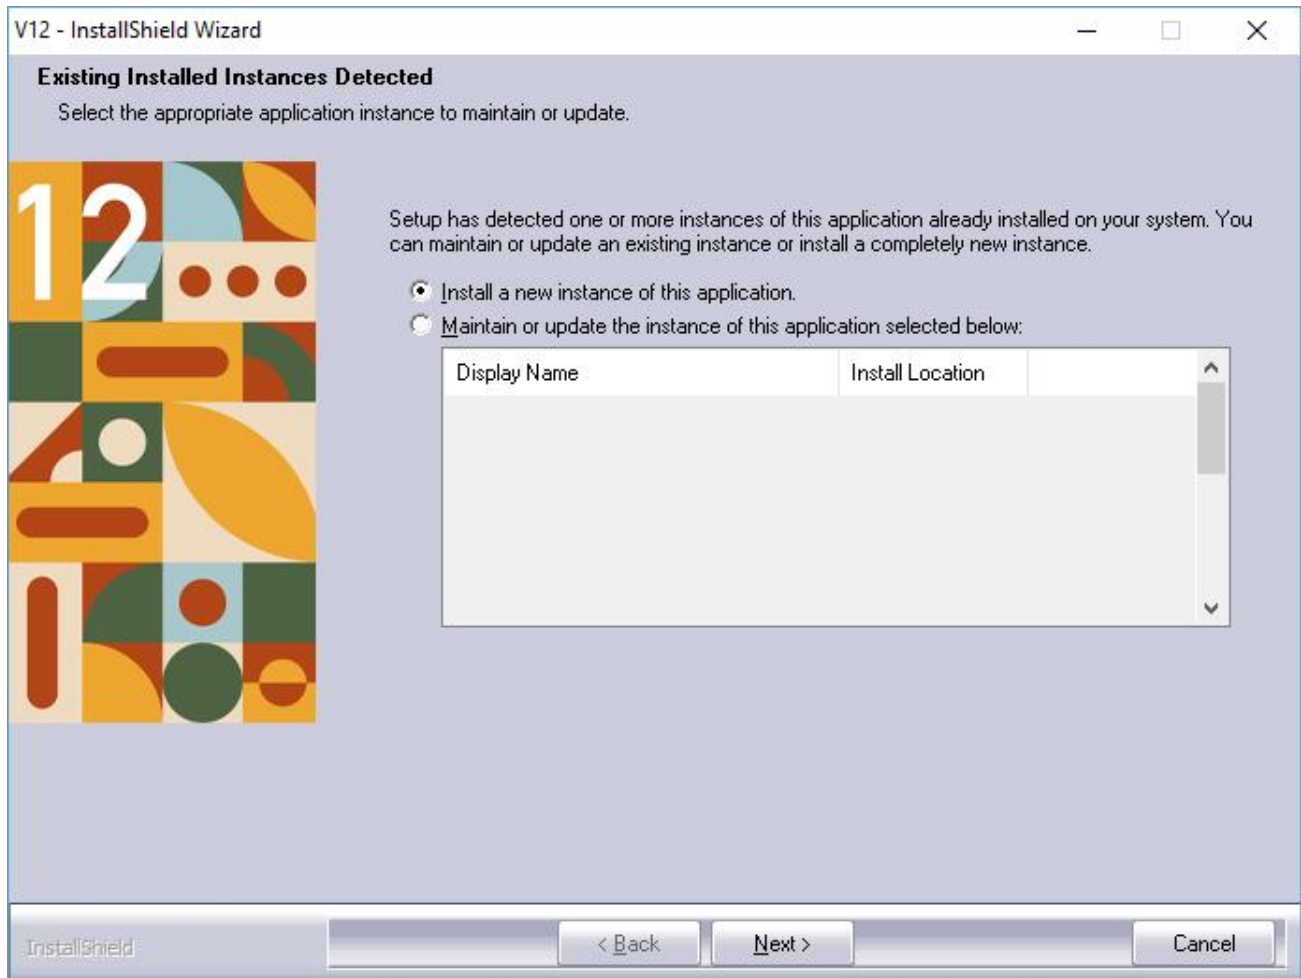 V12 - InstallShield Wizard
Existing Installed Instances Detected
Select the appropriate application instance to maintain or update.
12
Setup has detected one or more instances of this application already installed on your system. You
can maintain or update an existing instance or install a completely new instance.
Install a new instance of this application.
Maintain or update the instance of this application selected below:
Display Name Install Location
InstallShield
< Back Next > Cancel